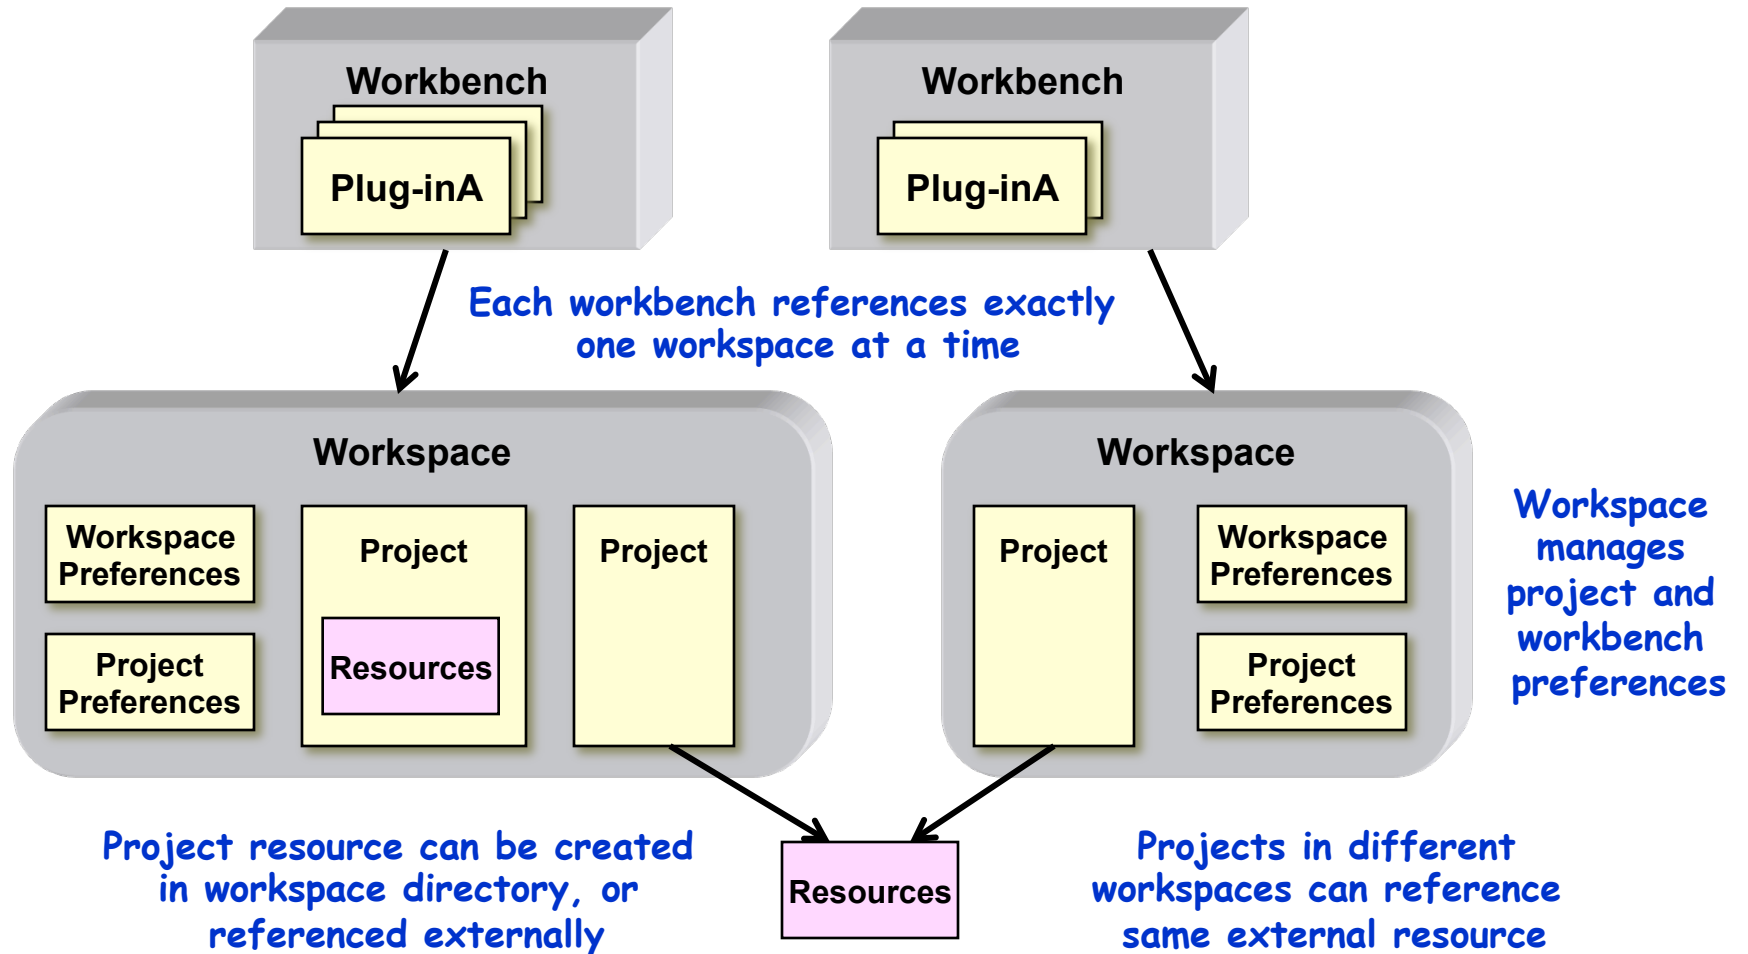 Workbench
Plug-inA
Workbench
Plug-inA
Each workbench references exactly
one workspace at a time
Workspace
Workspace
Preferences
Project
Preferences
Project
Resources
Project
Workspace
Project
Workspace
Preferences
Project
Preferences
Workspace
manages
project and
workbench
preferences
Project resource can be created
in workspace directory, or
referenced externally
Resources
Projects in different
workspaces can reference
same external resource